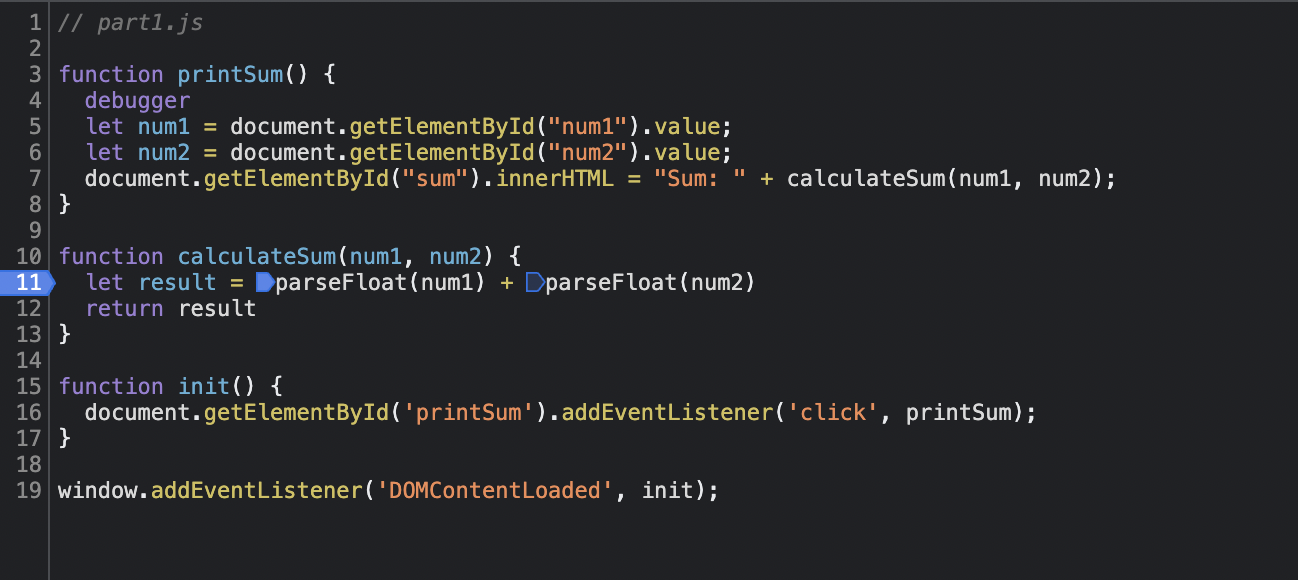 1 // part1.js
2
3 function printSum() {
4   debugger
5   let num1 = document.getElementById("num1").value;
6   let num2 = document.getElementById("num2").value;
7   document.getElementById("sum").innerHTML = "Sum: " + calculateSum(num1, num2);
8 }
9
10 function calculateSum(num1, num2) {
11   let result = parseFloat(num1) + parseFloat(num2)
12   return result
13 }
14
15 function init() {
16   document.getElementById('printSum').addEventListener('click', printSum);
17 }
18
19 window.addEventListener('DOMContentLoaded', init);